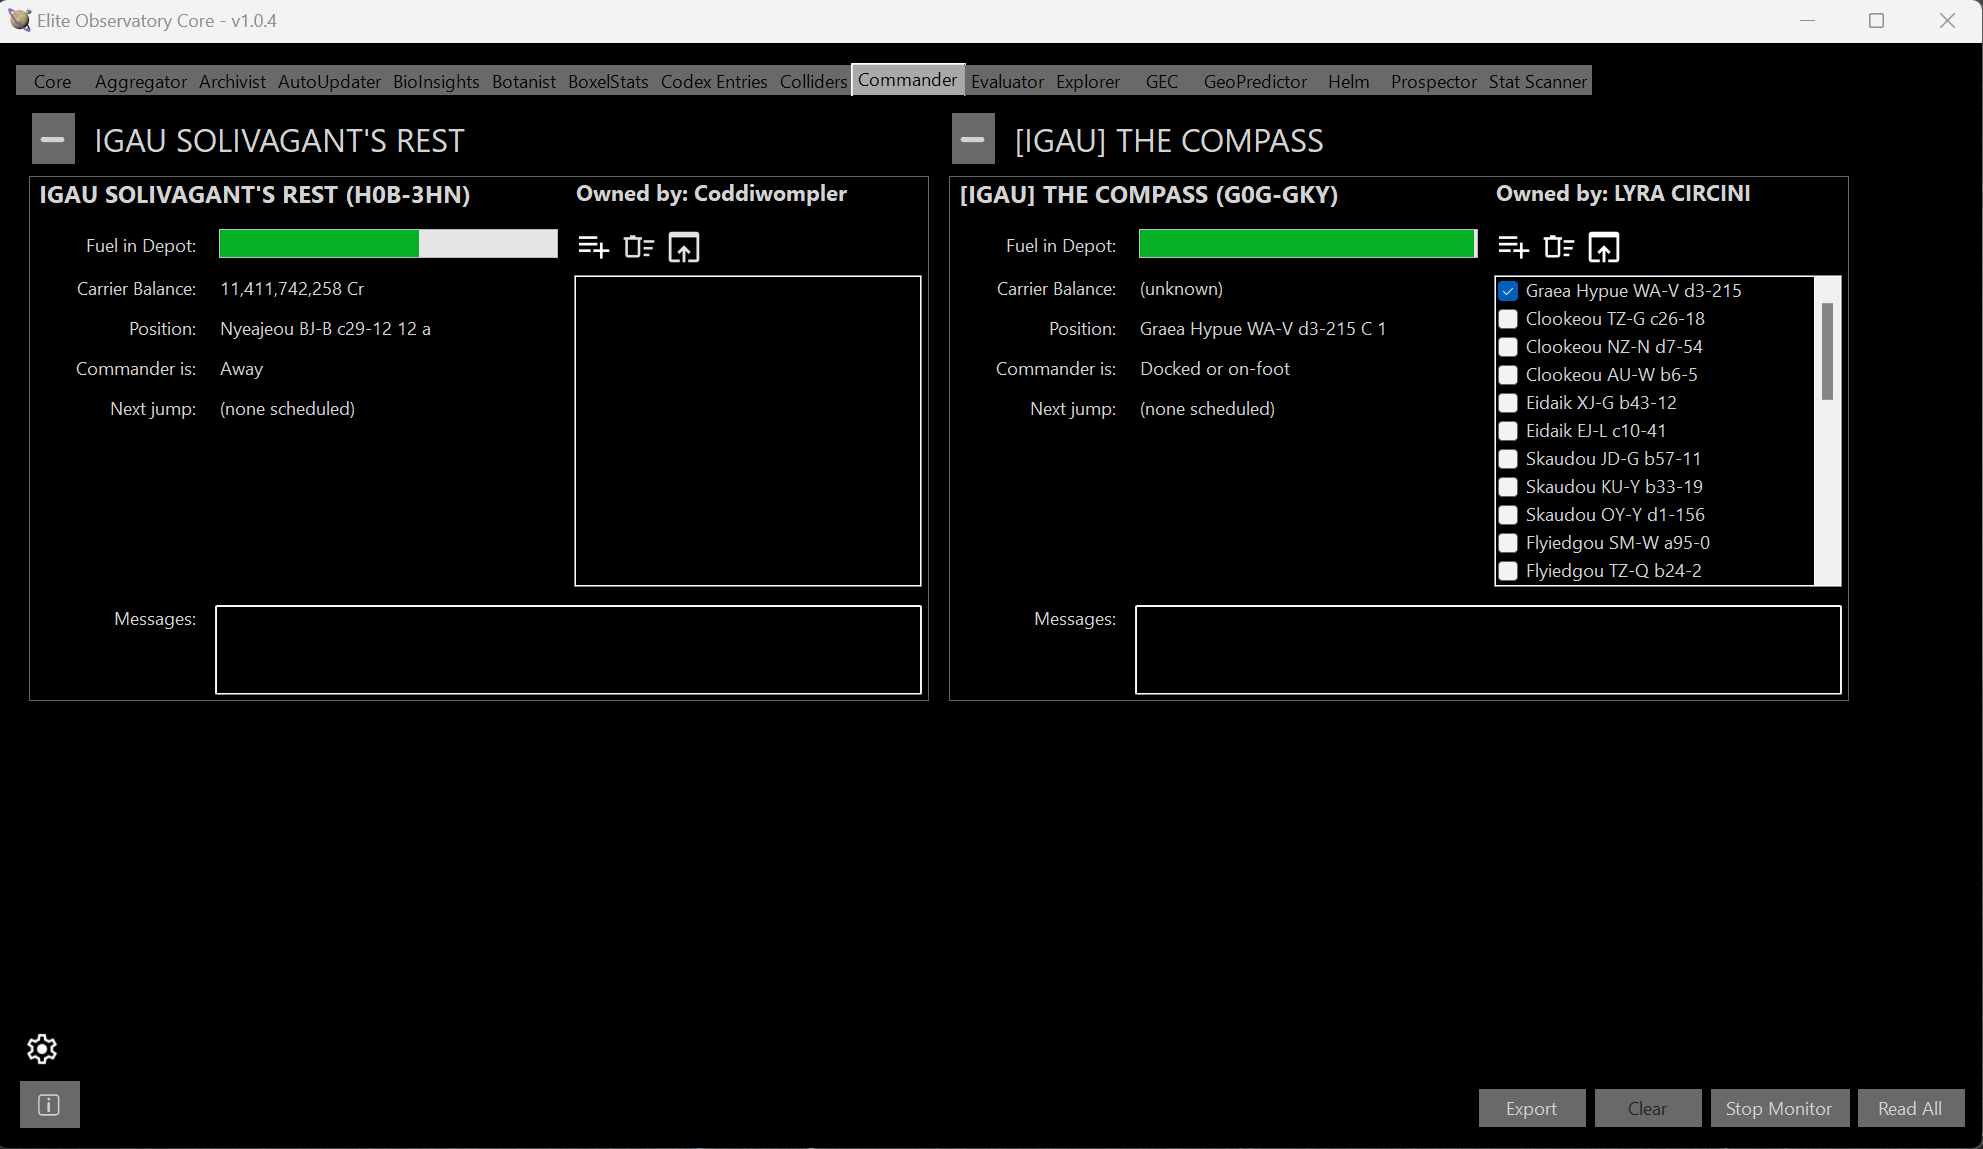 Elite Observatory Core - v1.0.4
Core Aggregator Archivist AutoUpdater BioInsights Botanist BoxelStats Codex Entries Colliders Commander Evaluator Explorer GEC GeoPredictor Helm Prospector Stat Scanner
IGAU SOLIVAGANT'S REST
IGAU SOLIVAGANT'S REST (H0B-3HN)
Owned by: Coddiwompler
Fuel in Depot:
Carrier Balance: 11,411,742,258 Cr
Position: Nyeajeou BJ-B c29-12 12 a
Commander is: Away
Next jump: (none scheduled)
Messages:
[IGAU] THE COMPASS
[IGAU] THE COMPASS (G0G-GKY)
Owned by: LYRA CIRCINI
Fuel in Depot:
Carrier Balance: (unknown)
Position: Graea Hypue WA-V d3-215 C 1
Commander is: Docked or on-foot
Next jump: (none scheduled)
Graea Hypue WA-V d3-215
Clookeou TZ-G c26-18
Clookeou NZ-N d7-54
Clookeou AU-W b6-5
Eidaik XJ-G b43-12
Eidaik EJ-L c10-41
Skaudou JD-G b57-11
Skaudou KU-Y b33-19
Skaudou OY-Y d1-156
Flyiedgou SM-W a95-0
Flyiedgou TZ-Q b24-2
Messages:
Export Clear Stop Monitor Read All